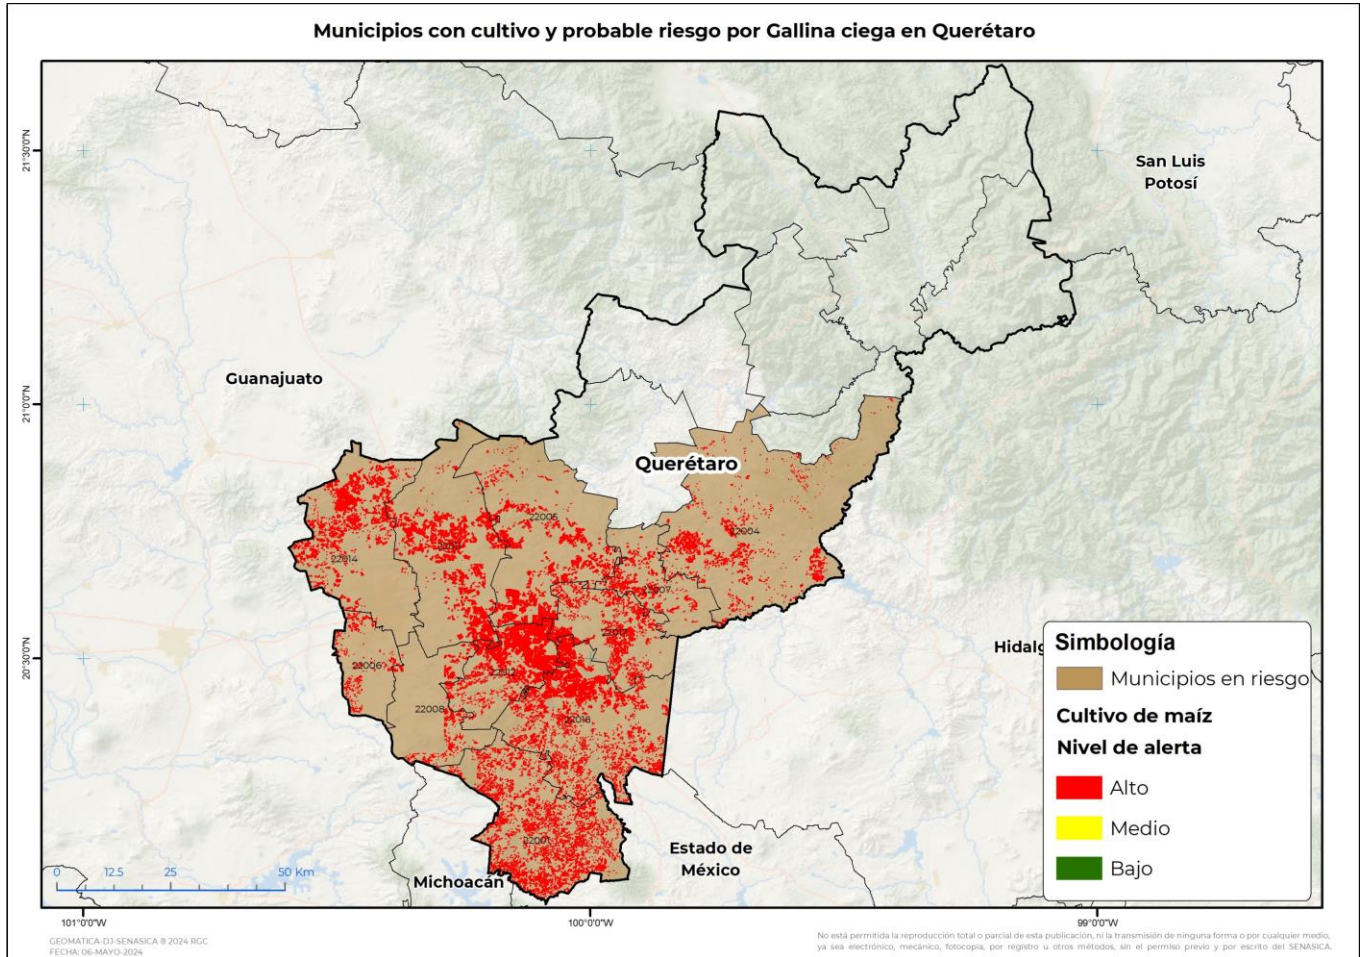 Municipios con cultivo y probable riesgo por Gallina ciega en Querétaro
21°30'0"N
21°0'0"N
20°30'0"N
San Luis
Potosí
Guanajuato
Querétaro
22005
22004
22014
22007
22017
22006
22008
22016
22001
Hidalg
Michoacán
Estado de
México
Simbología
Municipios en riesgo
Cultivo de maíz
Nivel de alerta
Alto
Medio
Bajo
0 12.5 25 50 Km
101°0'0"W
100°0'0"W
99°0'0"W
GEOMATICA-DJ-SENASICA ® 2024 RGC
FECHA: 06-MAYO-2024
No está permitida la reproducción total o parcial de esta publicación, ni la transmisión de ninguna forma o por cualquier medio,
ya sea electrónico, mecánico, fotocopia, por registro u otros métodos, sin el permiso previo y por escrito del SENASICA.